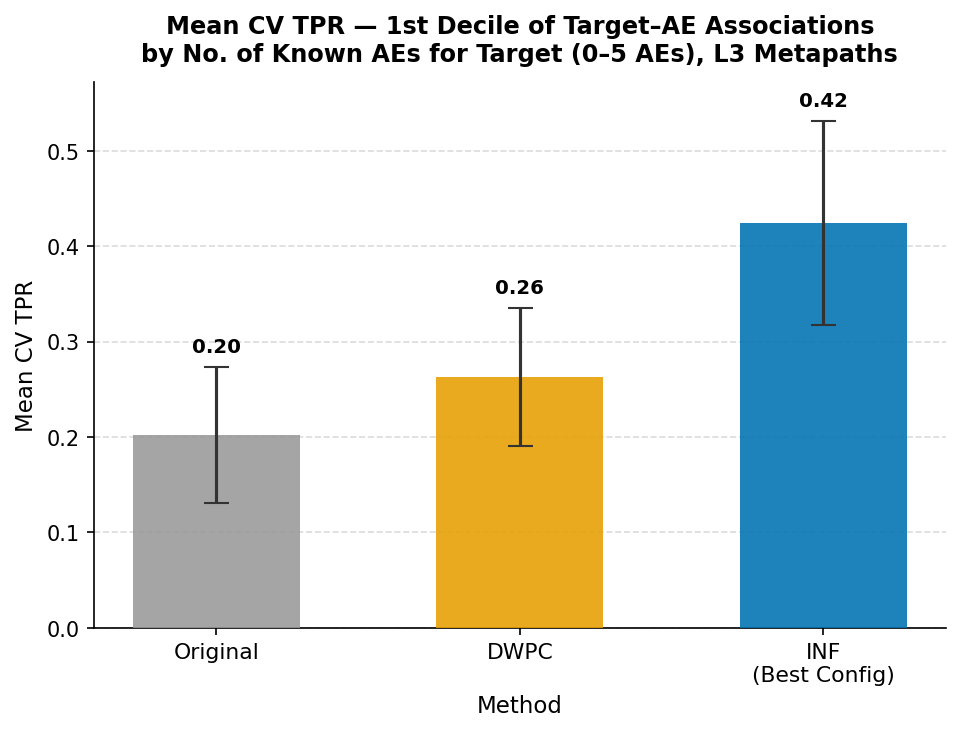 Mean CV TPR — 1st Decile of Target–AE Associations
by No. of Known AEs for Target (0–5 AEs), L3 Metapaths
0.42
0.5
0.4
0.26
0.3
0.20
0.2
0.1
0.0
Mean CV TPR
Original
DWPC
INF
(Best Config)
Method